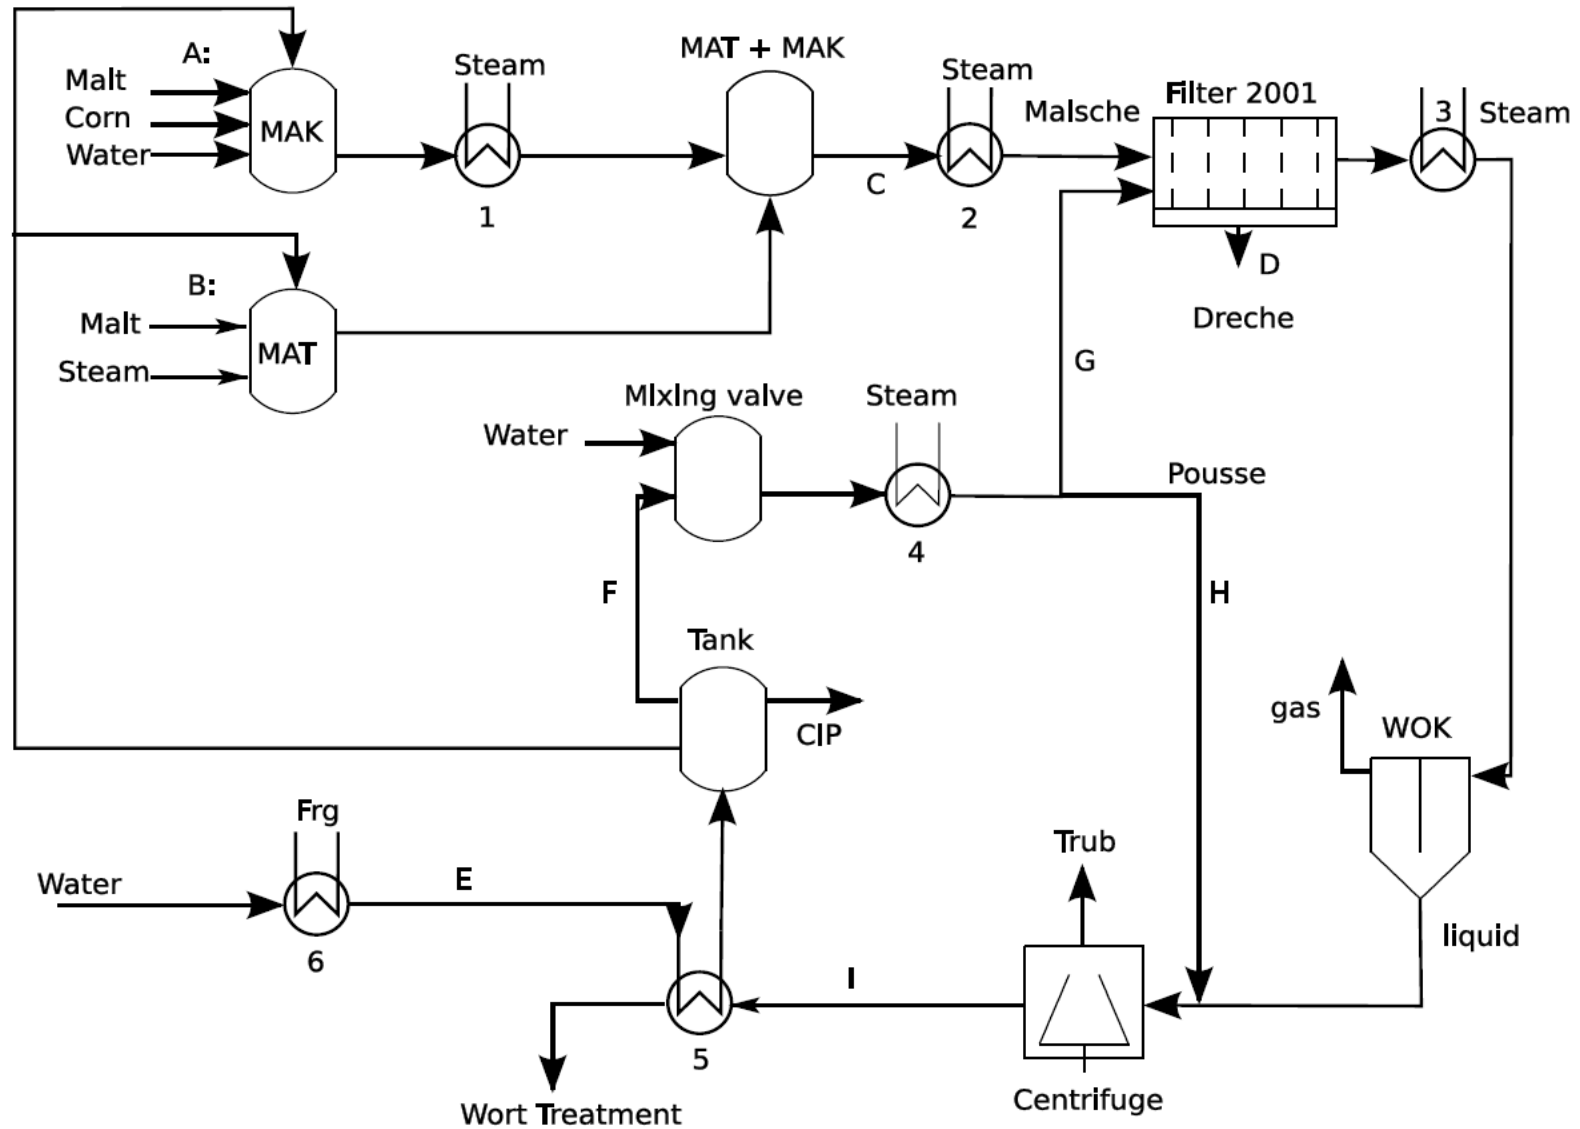 MAT + MAK
A:
Steam
Steam
Malt
Corn
Water
MAK
Malsche
Filter 2001
3
Steam
C
1
2
D
B:
Dreche
Malt
MAT
Steam
G
MIxIng valve
Steam
Water
Pousse
4
F
H
Tank
CIP
gas
WOK
Frg
Trub
Water
E
liquid
6
I
5
Wort Treatment
Centrifuge